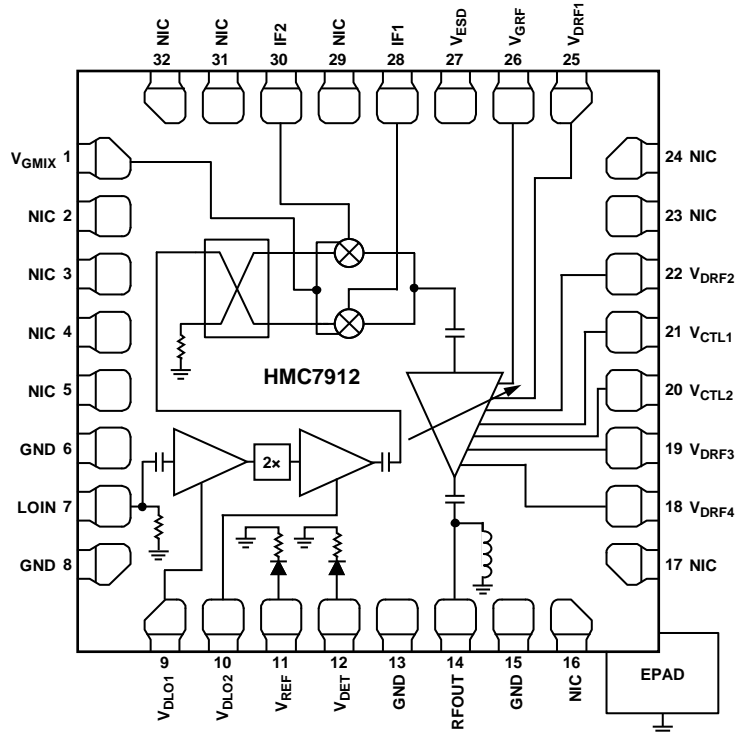 NIC 32
NIC 31
IF2 30
NIC 29
IF1 28
VESD 27
VGRF 26
VDRF1 25
VGMIX 1
NIC 2
NIC 3
NIC 4
NIC 5
GND 6
LOIN 7
GND 8
24 NIC
23 NIC
22 VDRF2
21 VCTL1
20 VCTL2
19 VDRF3
18 VDRF4
17 NIC
HMC7912
2×
9 VDLO1
10 VDLO2
11 VREF
12 VDET
13 GND
14 RFOUT
15 GND
16 NIC
EPAD